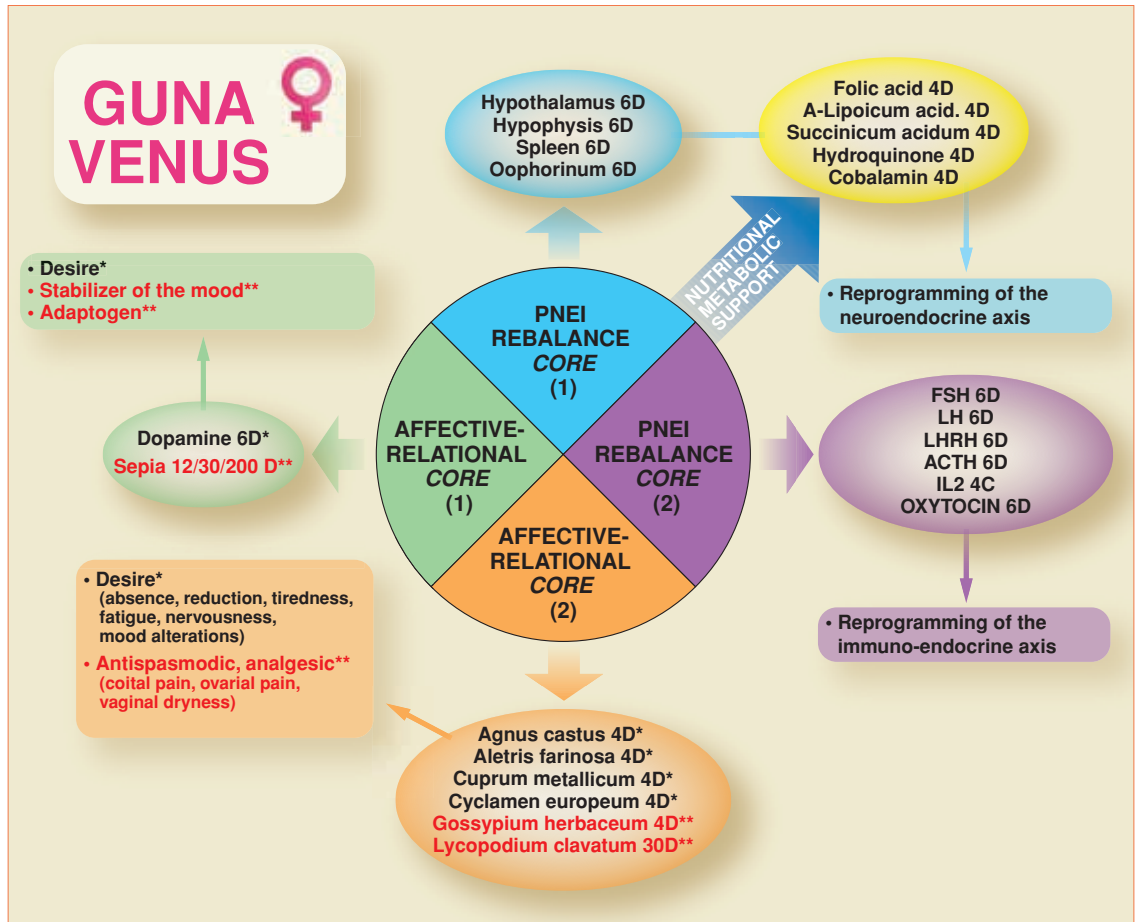 GUNA
VENUS
Hypothalamus 6D
Hypophysis 6D
Spleen 6D
Oophorinum 6D
Folic acid 4D
A-Lipoicum acid. 4D
Succinicum acidum 4D
Hydroquinone 4D
Cobalamin 4D
NUTRITIONAL
METABOLIC
SUPPORT
• Reprogramming of the
neuroendocrine axis
• Desire*
• Stabilizer of the mood**
• Adaptogen**
Dopamine 6D*
Sepia 12/30/200 D**
PNEI
REBALANCE
CORE
(1)
AFFECTIVE-
RELATIONAL
CORE
(1)
PNEI
REBALANCE
CORE
(2)
AFFECTIVE-
RELATIONAL
CORE
(2)
FSH 6D
LH 6D
LHRH 6D
ACTH 6D
IL2 4C
OXYTOCIN 6D
• Reprogramming of the
immuno-endocrine axis
• Desire*
(absence, reduction, tiredness,
fatigue, nervousness,
mood alterations)
• Antispasmodic, analgesic**
(coital pain, ovarial pain,
vaginal dryness)
Agnus castus 4D*
Aletris farinosa 4D*
Cuprum metallicum 4D*
Cyclamen europeum 4D*
Gossypium herbaceum 4D**
Lycopodium clavatum 30D**